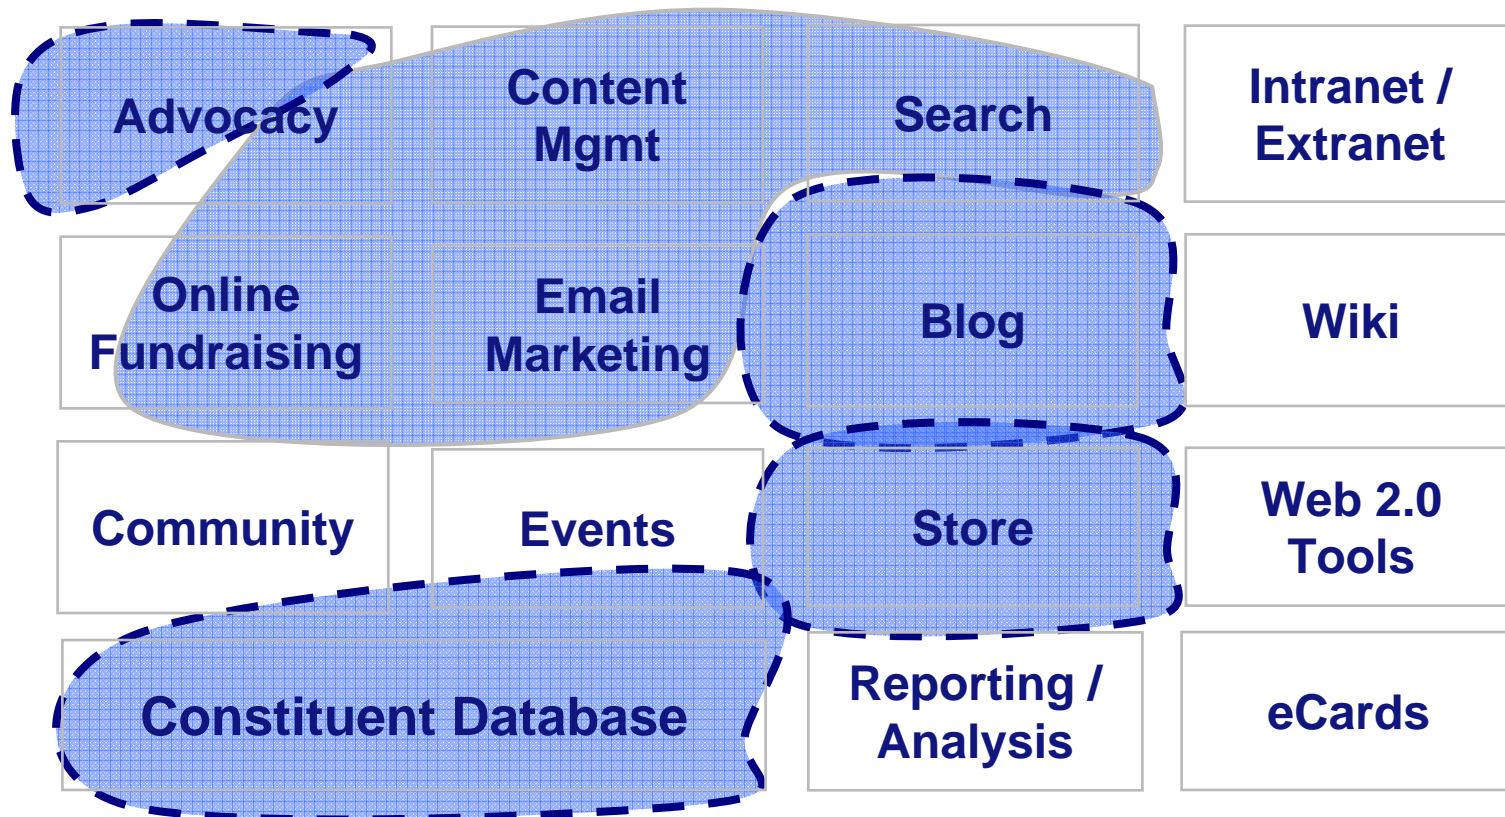 Advocacy
Content
Mgmt
Search
Intranet /
Extranet
Online
Fundraising
Email
Marketing
Blog
Wiki
Community
Events
Store
Web 2.0
Tools
Constituent Database
Reporting /
Analysis
eCards